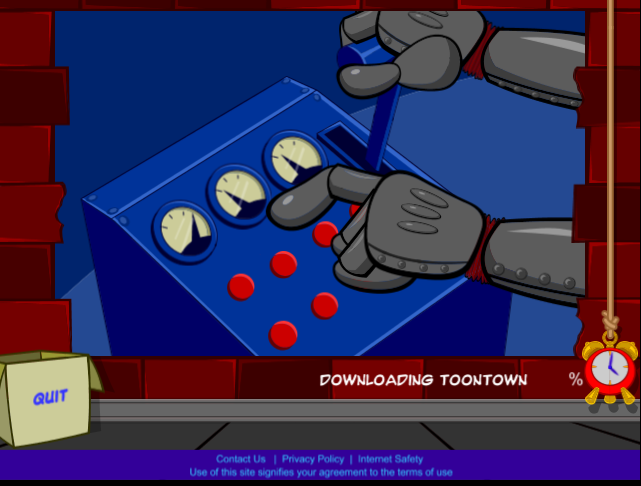 DOWNLOADING TOONTOWN %
QUIT
Contact Us | Privacy Policy | Internet Safety
Use of this site signifies your agreement to the terms of use